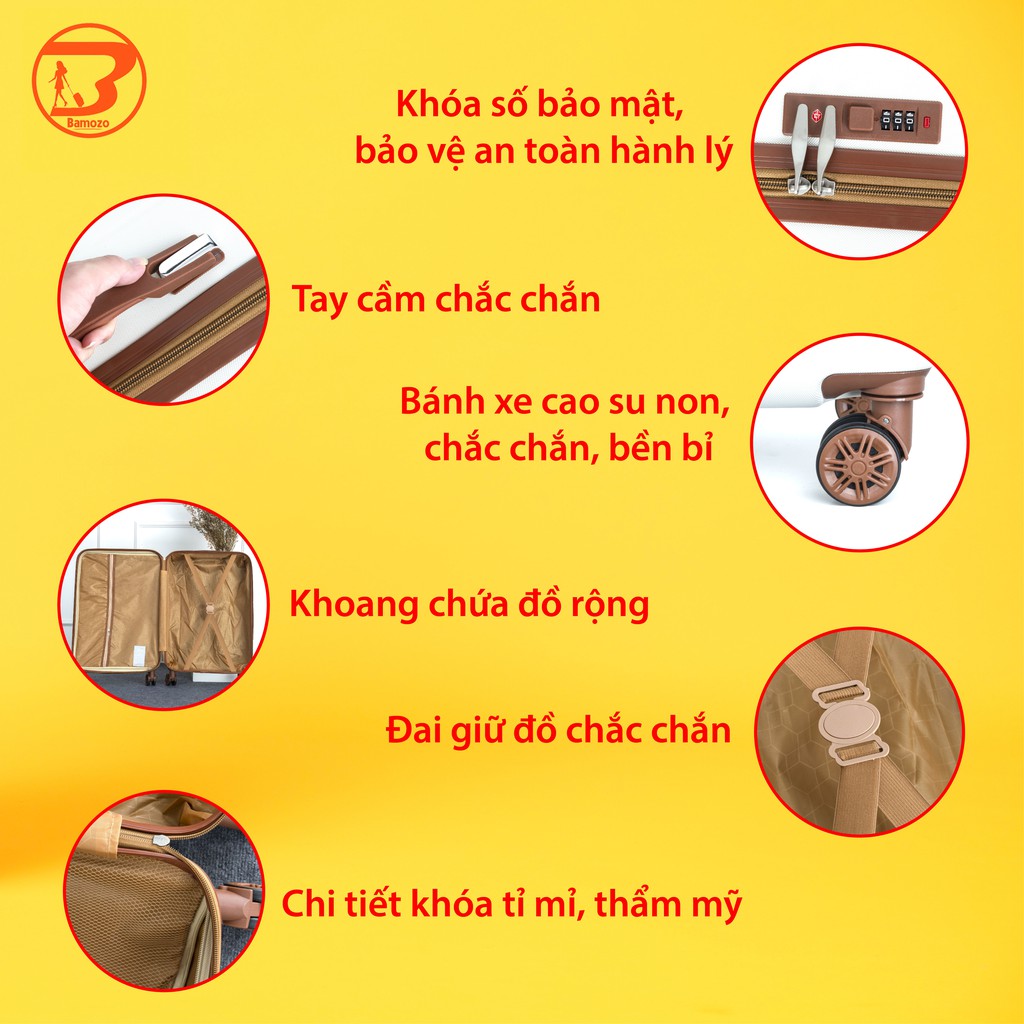 Bamozo
Khóa số bảo mật,
bảo vệ an toàn hành lý
Tay cầm chắc chắn
Bánh xe cao su non,
chắc chắn, bền bỉ
Khoang chứa đồ rộng
Đai giữ đồ chắc chắn
Chi tiết khóa tỉ mỉ, thẩm mỹ